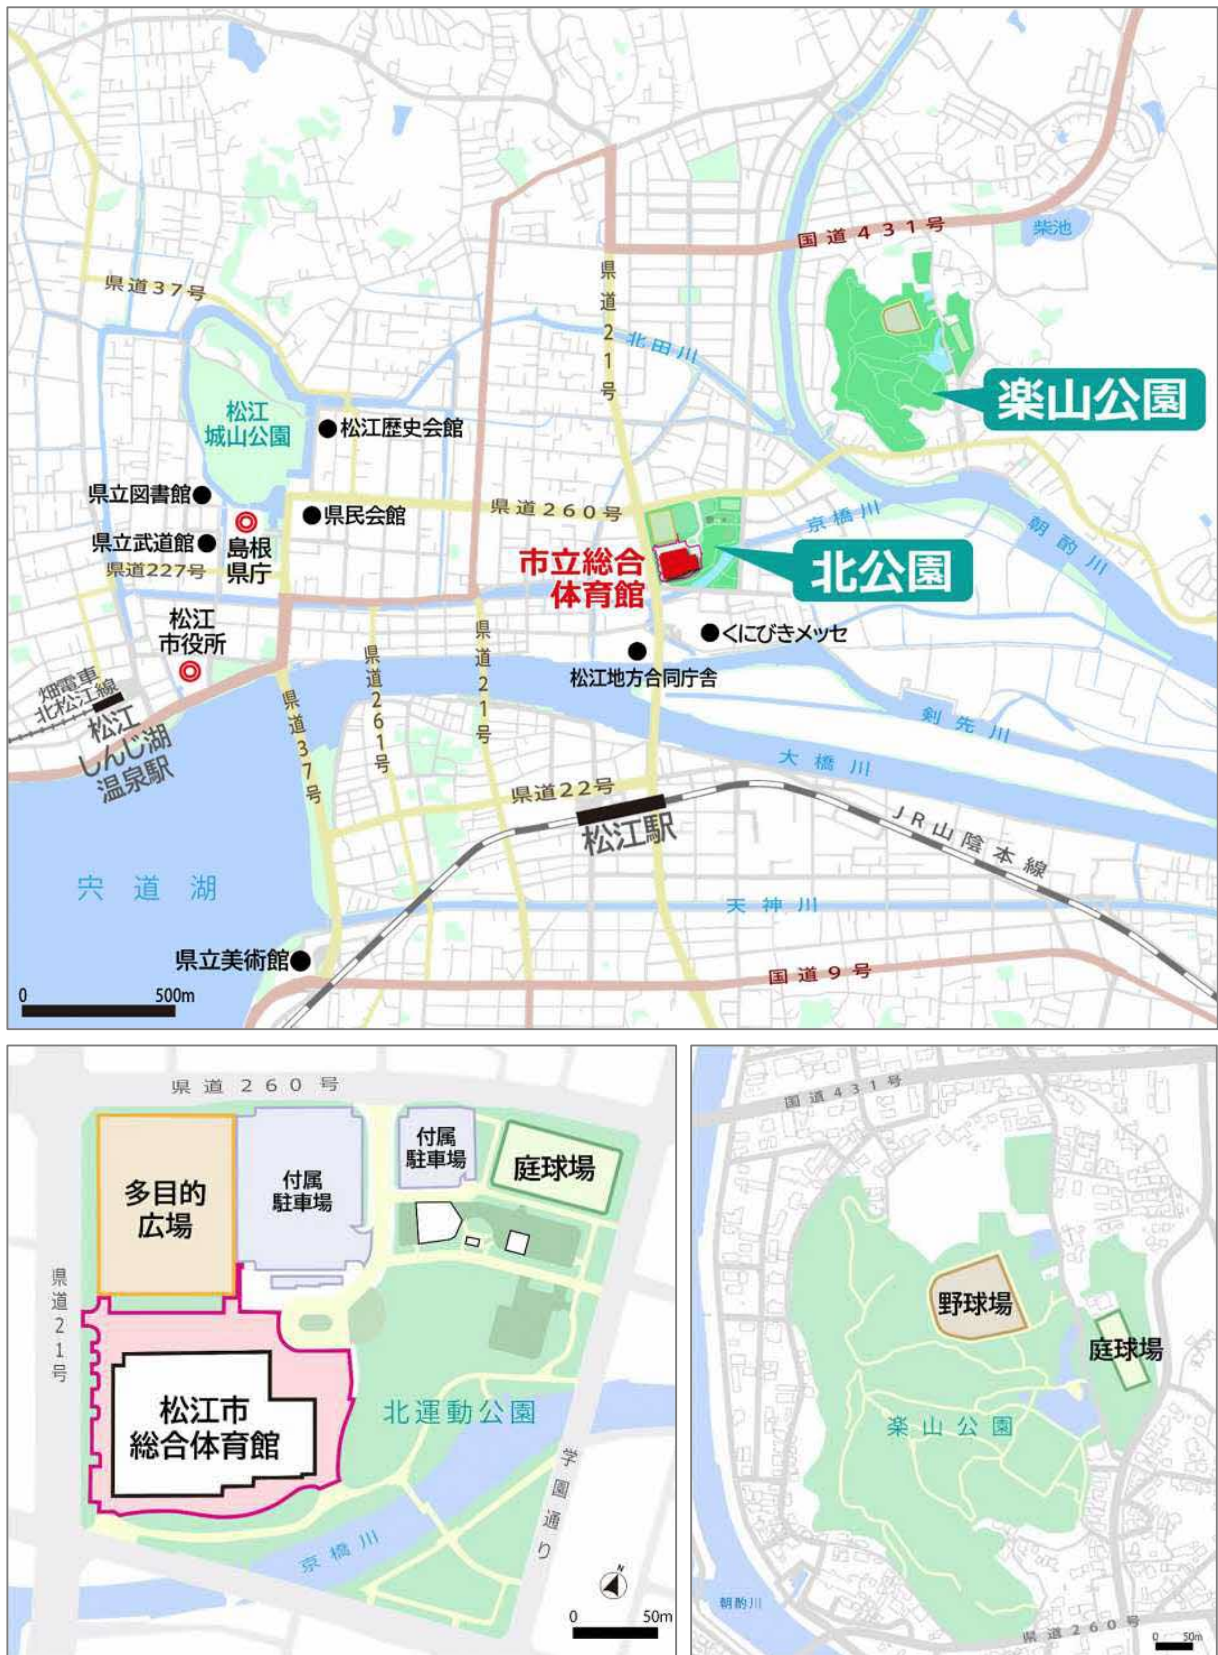 国道431号
柴池
県道37号
県道21号
北田川
楽山公園
松江
城山公園
松江歴史会館
県立図書館
県民会館
県道260号
京橋川
朝酌川
島根
県庁
県立武道館
県道227号
市立総合
体育館
北公園
松江
市役所
くにびきメッセ
松江地方合同庁舎
県道21号
県道261号
県道37号
畑電車
北松江線
松江
しんじ湖
温泉駅
剣先川
大橋川
県道22号
松江駅
JR山陰本線
宍道湖
天神川
県立美術館
国道9号
0 500m
県道260号
多目的
広場
付属
駐車場
付属
駐車場
庭球場
県道21号
松江市
総合体育館
北運動公園
学園通り
京橋川
N
0 50m
国道431号
野球場
庭球場
楽山公園
朝酌川
県道260号
0 50m